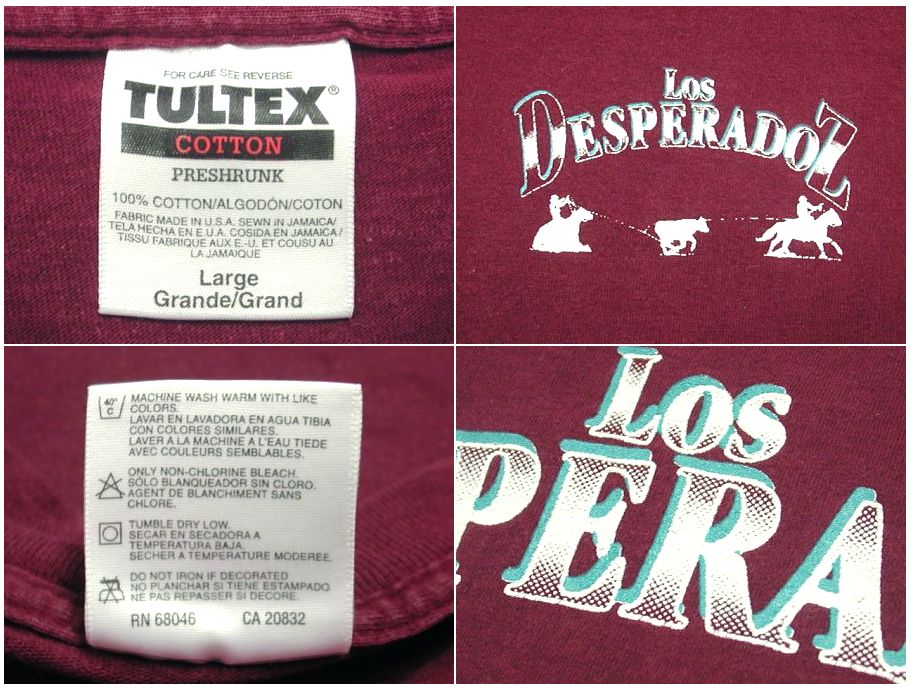 FOR CARE SEE REVERSE
TULTEX®
COTTON
PRESHRUNK
100% COTTON/ALGODÓN/COTON
FABRIC MADE IN U.S.A. SEWN IN JAMAICA/
TELA HECHA EN E.U.A. COSIDA EN JAMAICA/
TISSU FABRIQUE AUX E.-U. ET COUSU AU
LA JAMAIQUE
Large
Grande/Grand
LOS
DESPERADOZ
40°
C
MACHINE WASH WARM WITH LIKE
COLORS.
LAVAR EN LAVADORA EN AGUA TIBIA
CON COLORES SIMILARES.
LAVER A LA MACHINE A L'EAU TIEDE
AVEC COULEURS SEMBLABLES.
ONLY NON-CHLORINE BLEACH.
SÓLO BLANQUEADOR SIN CLORO.
AGENT DE BLANCHIMENT SANS
CHLORE.
TUMBLE DRY LOW.
SECAR EN SECADORA A
TEMPERATURA BAJA.
SECHER A TEMPERATURE MODEREE.
DO NOT IRON IF DECORATED
NO PLANCHAR SI TIENE ESTAMPADO
NE PAS REPASSER SI DECORE.
RN 68046 CA 20832
LOS
PERA